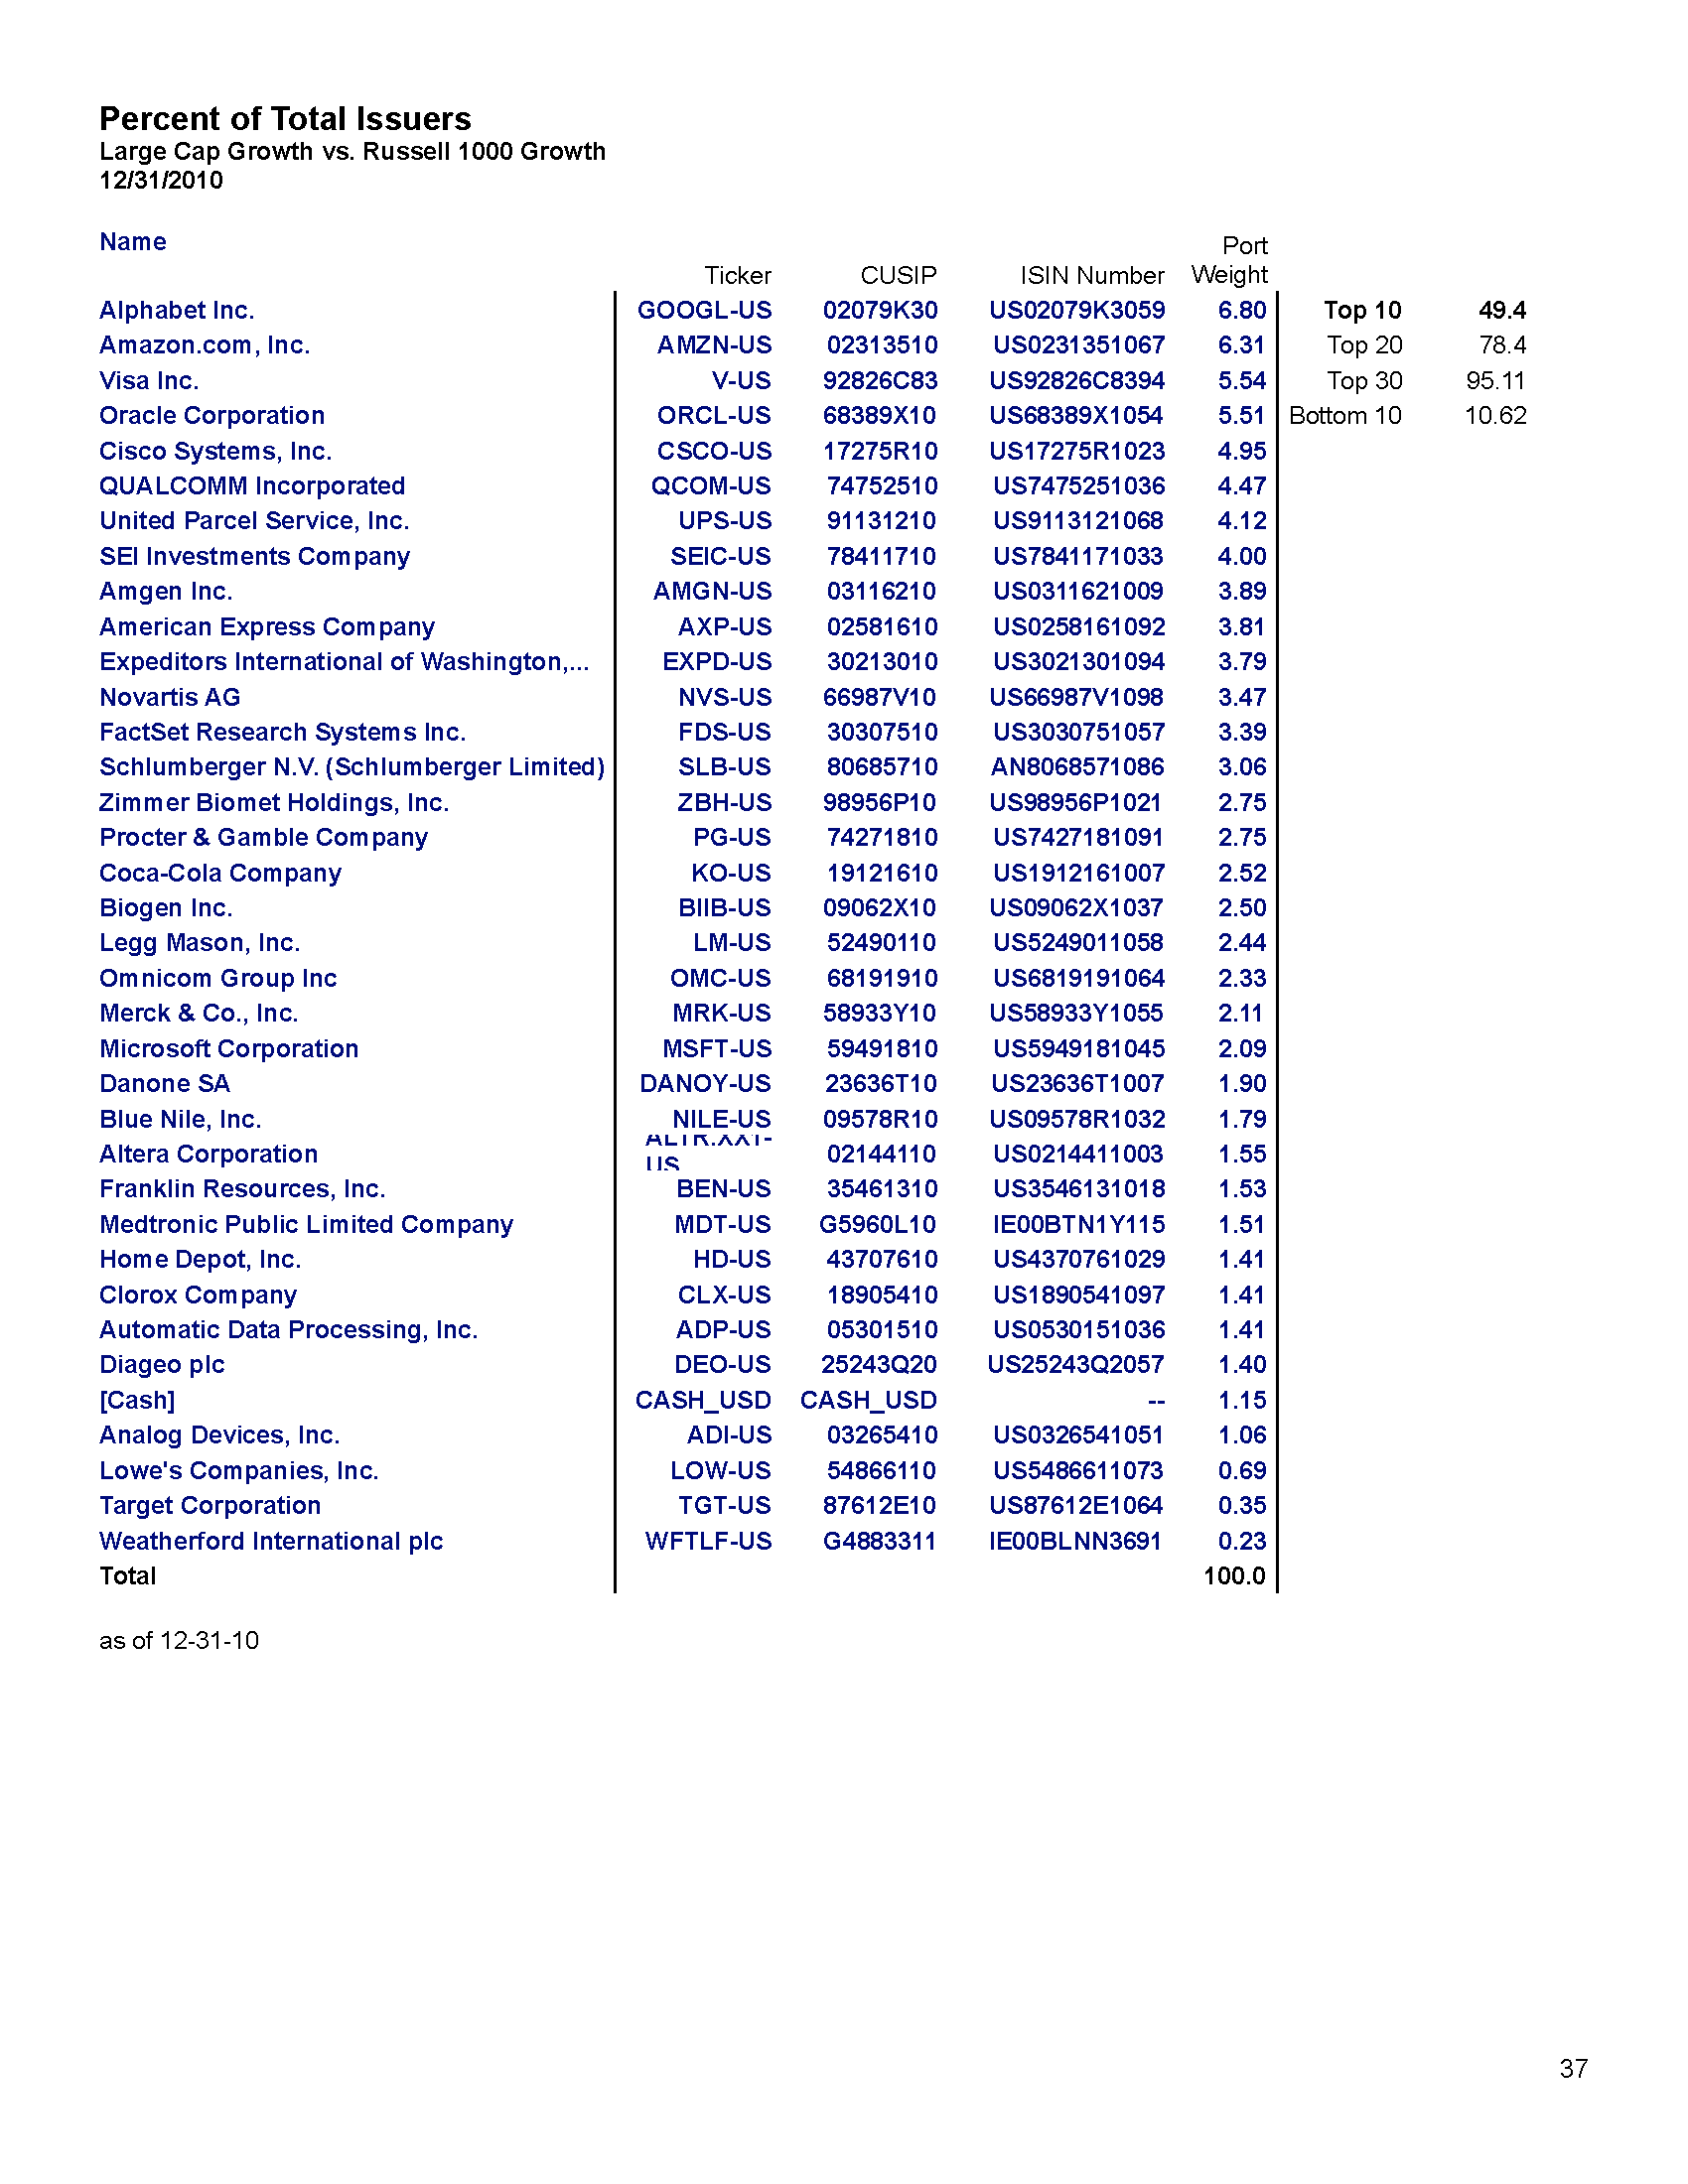 Percent of Total Issuers
Large Cap Growth vs. Russell 1000 Growth
12/31/2010
Name Ticker CUSIP ISIN Number Port Weight
Alphabet Inc. GOOGL-US 02079K30 US02079K3059 6.80 Top 10 49.4
Amazon.com, Inc. AMZN-US 02313510 US0231351067 6.31 Top 20 78.4
Visa Inc. V-US 92826C83 US92826C8394 5.54 Top 30 95.11
Oracle Corporation ORCL-US 68389X10 US68389X1054 5.51 Bottom 10 10.62
Cisco Systems, Inc. CSCO-US 17275R10 US17275R1023 4.95
QUALCOMM Incorporated QCOM-US 74752510 US7475251036 4.47
United Parcel Service, Inc. UPS-US 91131210 US9113121068 4.12
SEI Investments Company SEIC-US 78411710 US7841171033 4.00
Amgen Inc. AMGN-US 03116210 US0311621009 3.89
American Express Company AXP-US 02581610 US0258161092 3.81
Expeditors International of Washington,... EXPD-US 30213010 US3021301094 3.79
Novartis AG NVS-US 66987V10 US66987V1098 3.47
FactSet Research Systems Inc. FDS-US 30307510 US3030751057 3.39
Schlumberger N.V. (Schlumberger Limited) SLB-US 80685710 AN8068571086 3.06
Zimmer Biomet Holdings, Inc. ZBH-US 98956P10 US98956P1021 2.75
Procter & Gamble Company PG-US 74271810 US7427181091 2.75
Coca-Cola Company KO-US 19121610 US1912161007 2.52
Biogen Inc. BIIB-US 09062X10 US09062X1037 2.50
Legg Mason, Inc. LM-US 52490110 US5249011058 2.44
Omnicom Group Inc OMC-US 68191910 US6819191064 2.33
Merck & Co., Inc. MRK-US 58933Y10 US58933Y1055 2.11
Microsoft Corporation MSFT-US 59491810 US5949181045 2.09
Danone SA DANOY-US 23636T10 US23636T1007 1.90
Blue Nile, Inc. NILE-US 09578R10 US09578R1032 1.79
Altera Corporation 02144110 US0214411003 1.55
Franklin Resources, Inc. BEN-US 35461310 US3546131018 1.53
Medtronic Public Limited Company MDT-US G5960L10 IE00BTN1Y115 1.51
Home Depot, Inc. HD-US 43707610 US4370761029 1.41
Clorox Company CLX-US 18905410 US1890541097 1.41
Automatic Data Processing, Inc. ADP-US 05301510 US0530151036 1.41
Diageo plc DEO-US 25243Q20 US25243Q2057 1.40
[Cash] CASH_USD CASH_USD -- 1.15
Analog Devices, Inc. ADI-US 03265410 US0326541051 1.06
Lowe's Companies, Inc. LOW-US 54866110 US5486611073 0.69
Target Corporation TGT-US 87612E10 US87612E1064 0.35
Weatherford International plc WFTLF-US G4883311 IE00BLNN3691 0.23
Total 100.0
as of 12-31-10
37